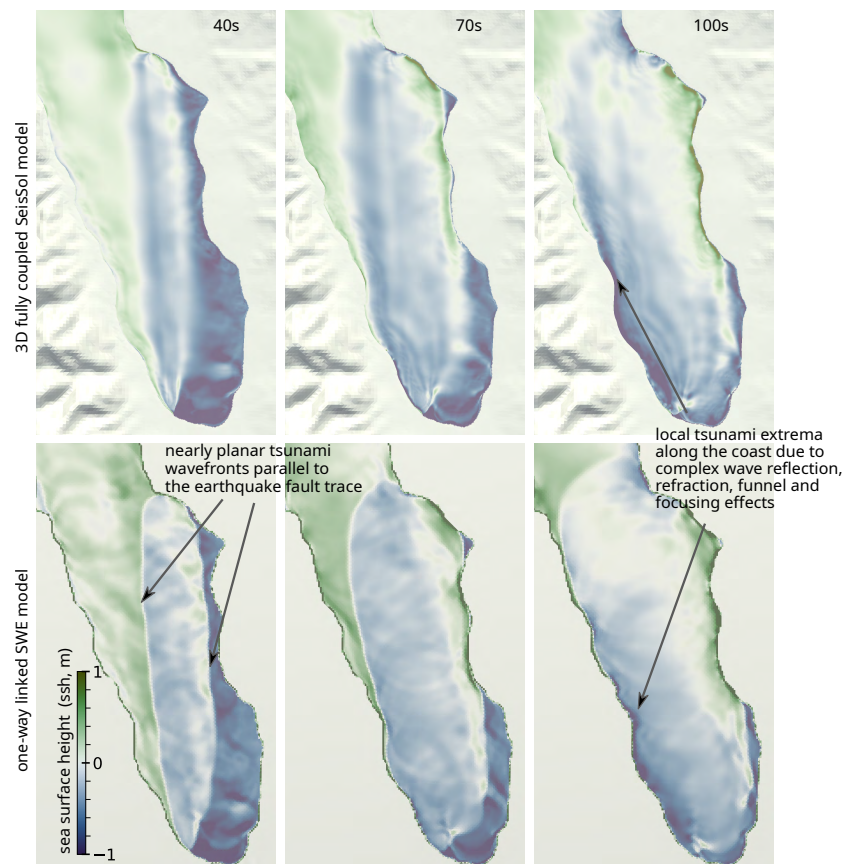 40s
70s
100s
3D fully coupled SeisSol model
nearly planar tsunami
wavefronts parallel to
the earthquake fault trace
local tsunami extrema
along the coast due to
complex wave reflection,
refraction, funnel and
focusing effects
one-way linked SWE model
sea surface height (ssh, m)
1
0
−1